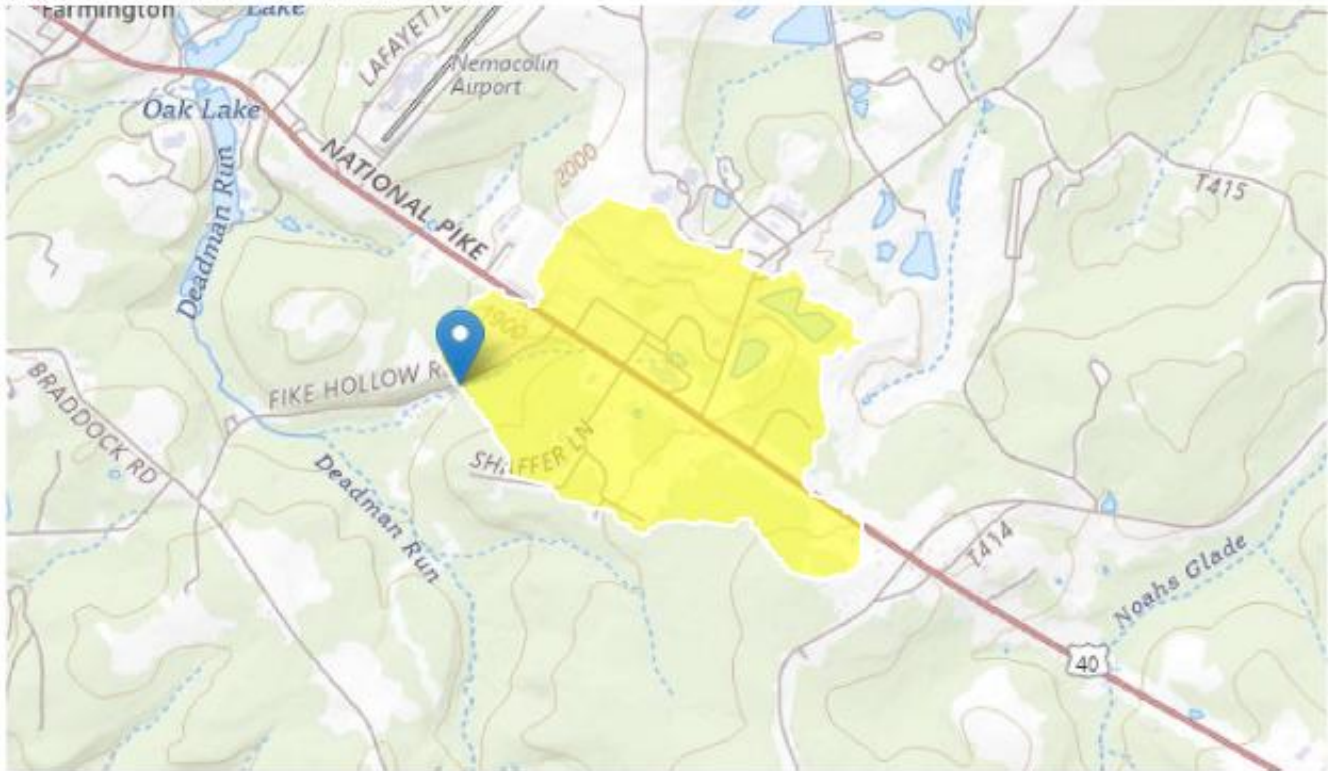 Farmington
Lake
LAFAYETTE
Nemacolin
Airport
Oak Lake
NATIONAL PIKE
2000
T415
Deadman Run
1900
FIKE HOLLOW R
BRADDOCK RD
SHAFFER LN
Deadman Run
T414
Noahs Glade
40